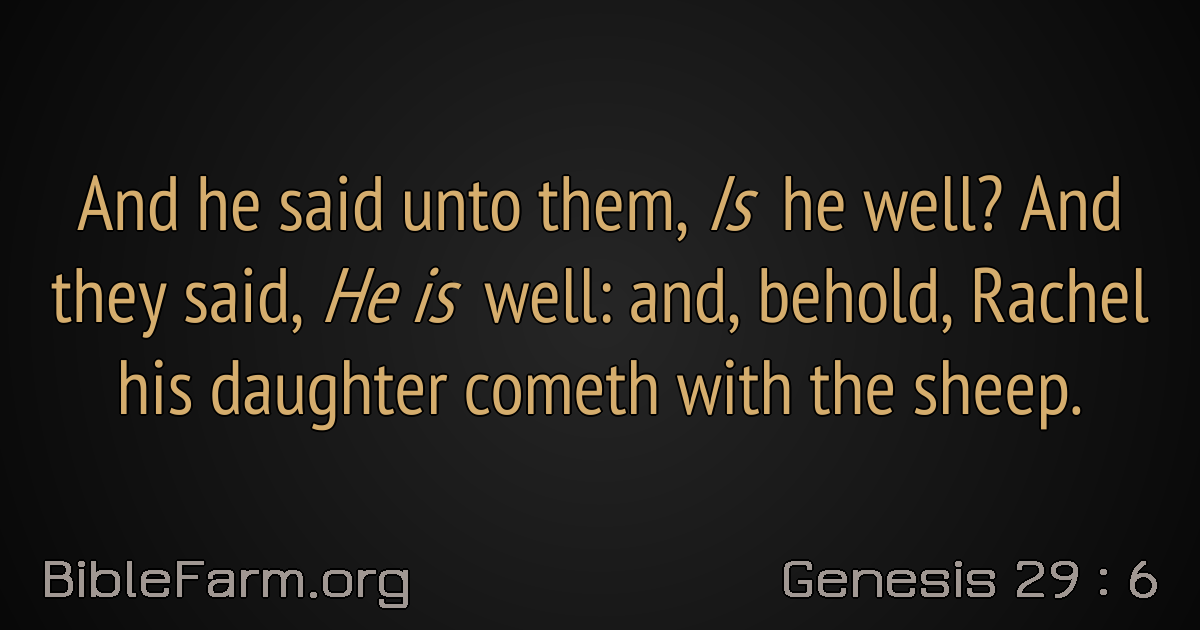 And he said unto them, Is he well? And
they said, He is well: and, behold, Rachel
his daughter cometh with the sheep.
BibleFarm.org
Genesis 29 : 6